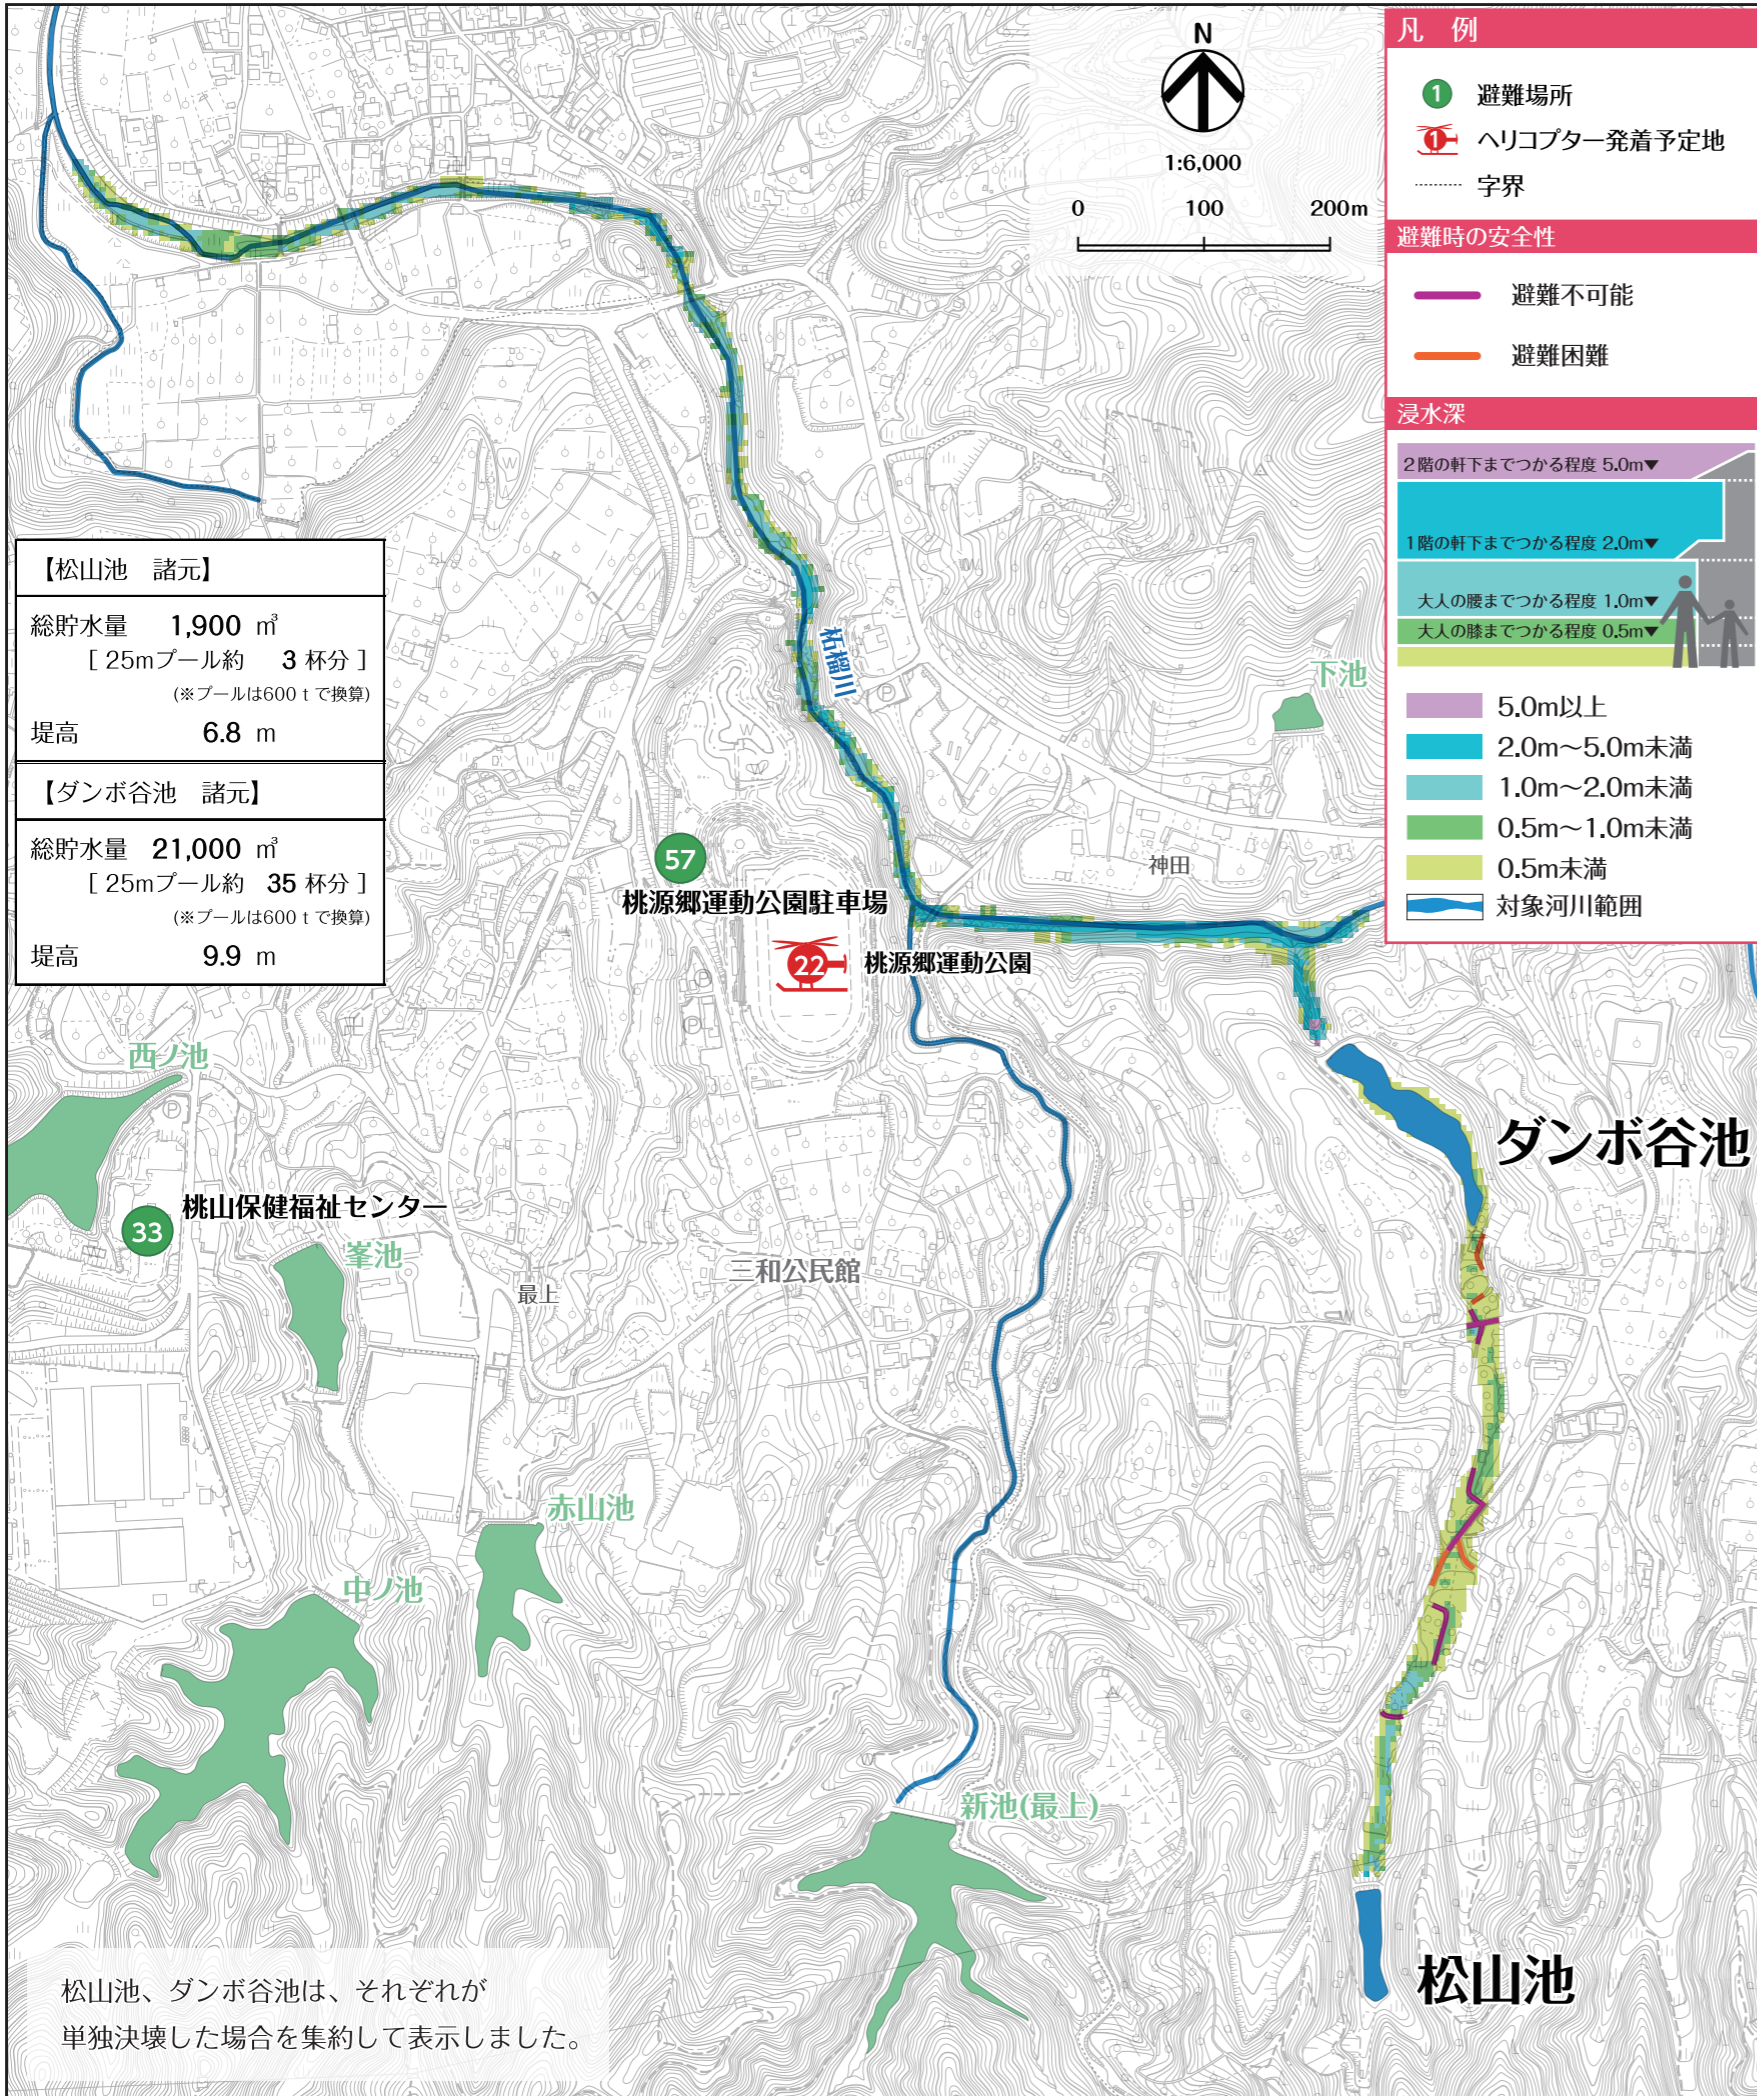 N
1:6,000
0 100 200m
凡 例
1 避難場所
1 ヘリコプター発着予定地
字界
避難時の安全性
避難不可能
避難困難
浸水深
2階の軒下までつかる程度 5.0m▼
1階の軒下までつかる程度 2.0m▼
大人の腰までつかる程度 1.0m▼
大人の膝までつかる程度 0.5m▼
5.0m以上
2.0m～5.0m未満
1.0m～2.0m未満
0.5m～1.0m未満
0.5m未満
対象河川範囲
【松山池 諸元】
総貯水量 1,900 ㎥
[ 25mプール約 3 杯分 ]
(※プールは600ｔで換算)
堤高 6.8 m
【ダンボ谷池 諸元】
総貯水量 21,000 ㎥
[ 25mプール約 35 杯分 ]
(※プールは600ｔで換算)
堤高 9.9 m
柘榴川
下池
神田
57
桃源郷運動公園駐車場
22
桃源郷運動公園
西ノ池
ダンボ谷池
33
桃山保健福祉センター
峯池
最上
三和公民館
赤山池
中ノ池
新池(最上)
松山池
松山池、ダンボ谷池は、それぞれが
単独決壊した場合を集約して表示しました。